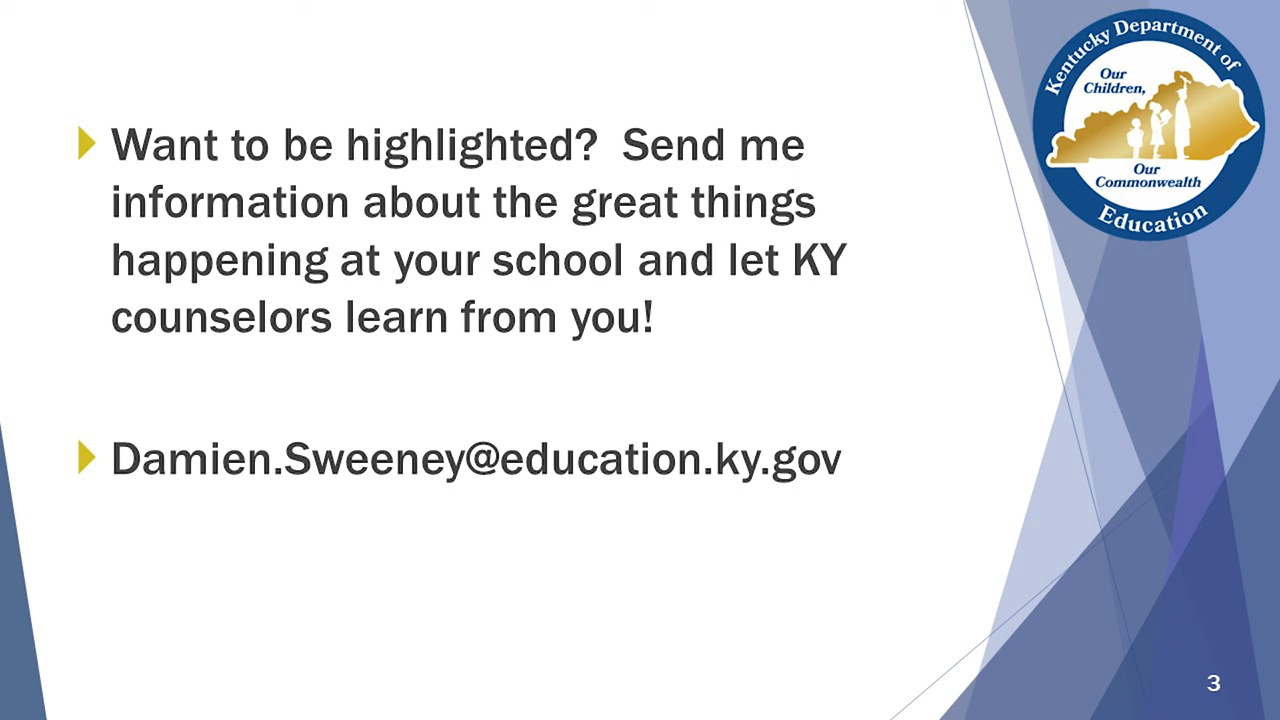 Want to be highlighted?  Send me
information about the great things
happening at your school and let KY
counselors learn from you!
Damien.Sweeney@education.ky.gov
Kentucky Department of
Our
Children,
Our
Commonwealth
Education
3